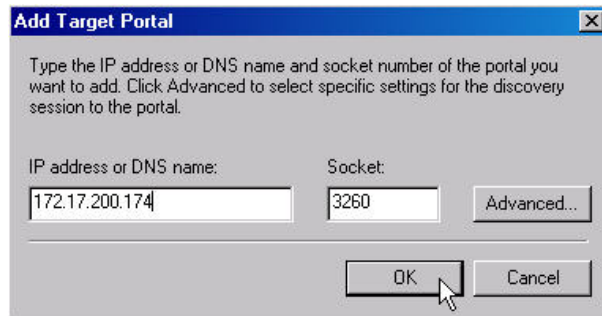 Add Target Portal
Type the IP address or DNS name and socket number of the portal you
want to add. Click Advanced to select specific settings for the discovery
session to the portal.
IP address or DNS name:
Socket:
172.17.200.174
3260
Advanced...
OK
Cancel